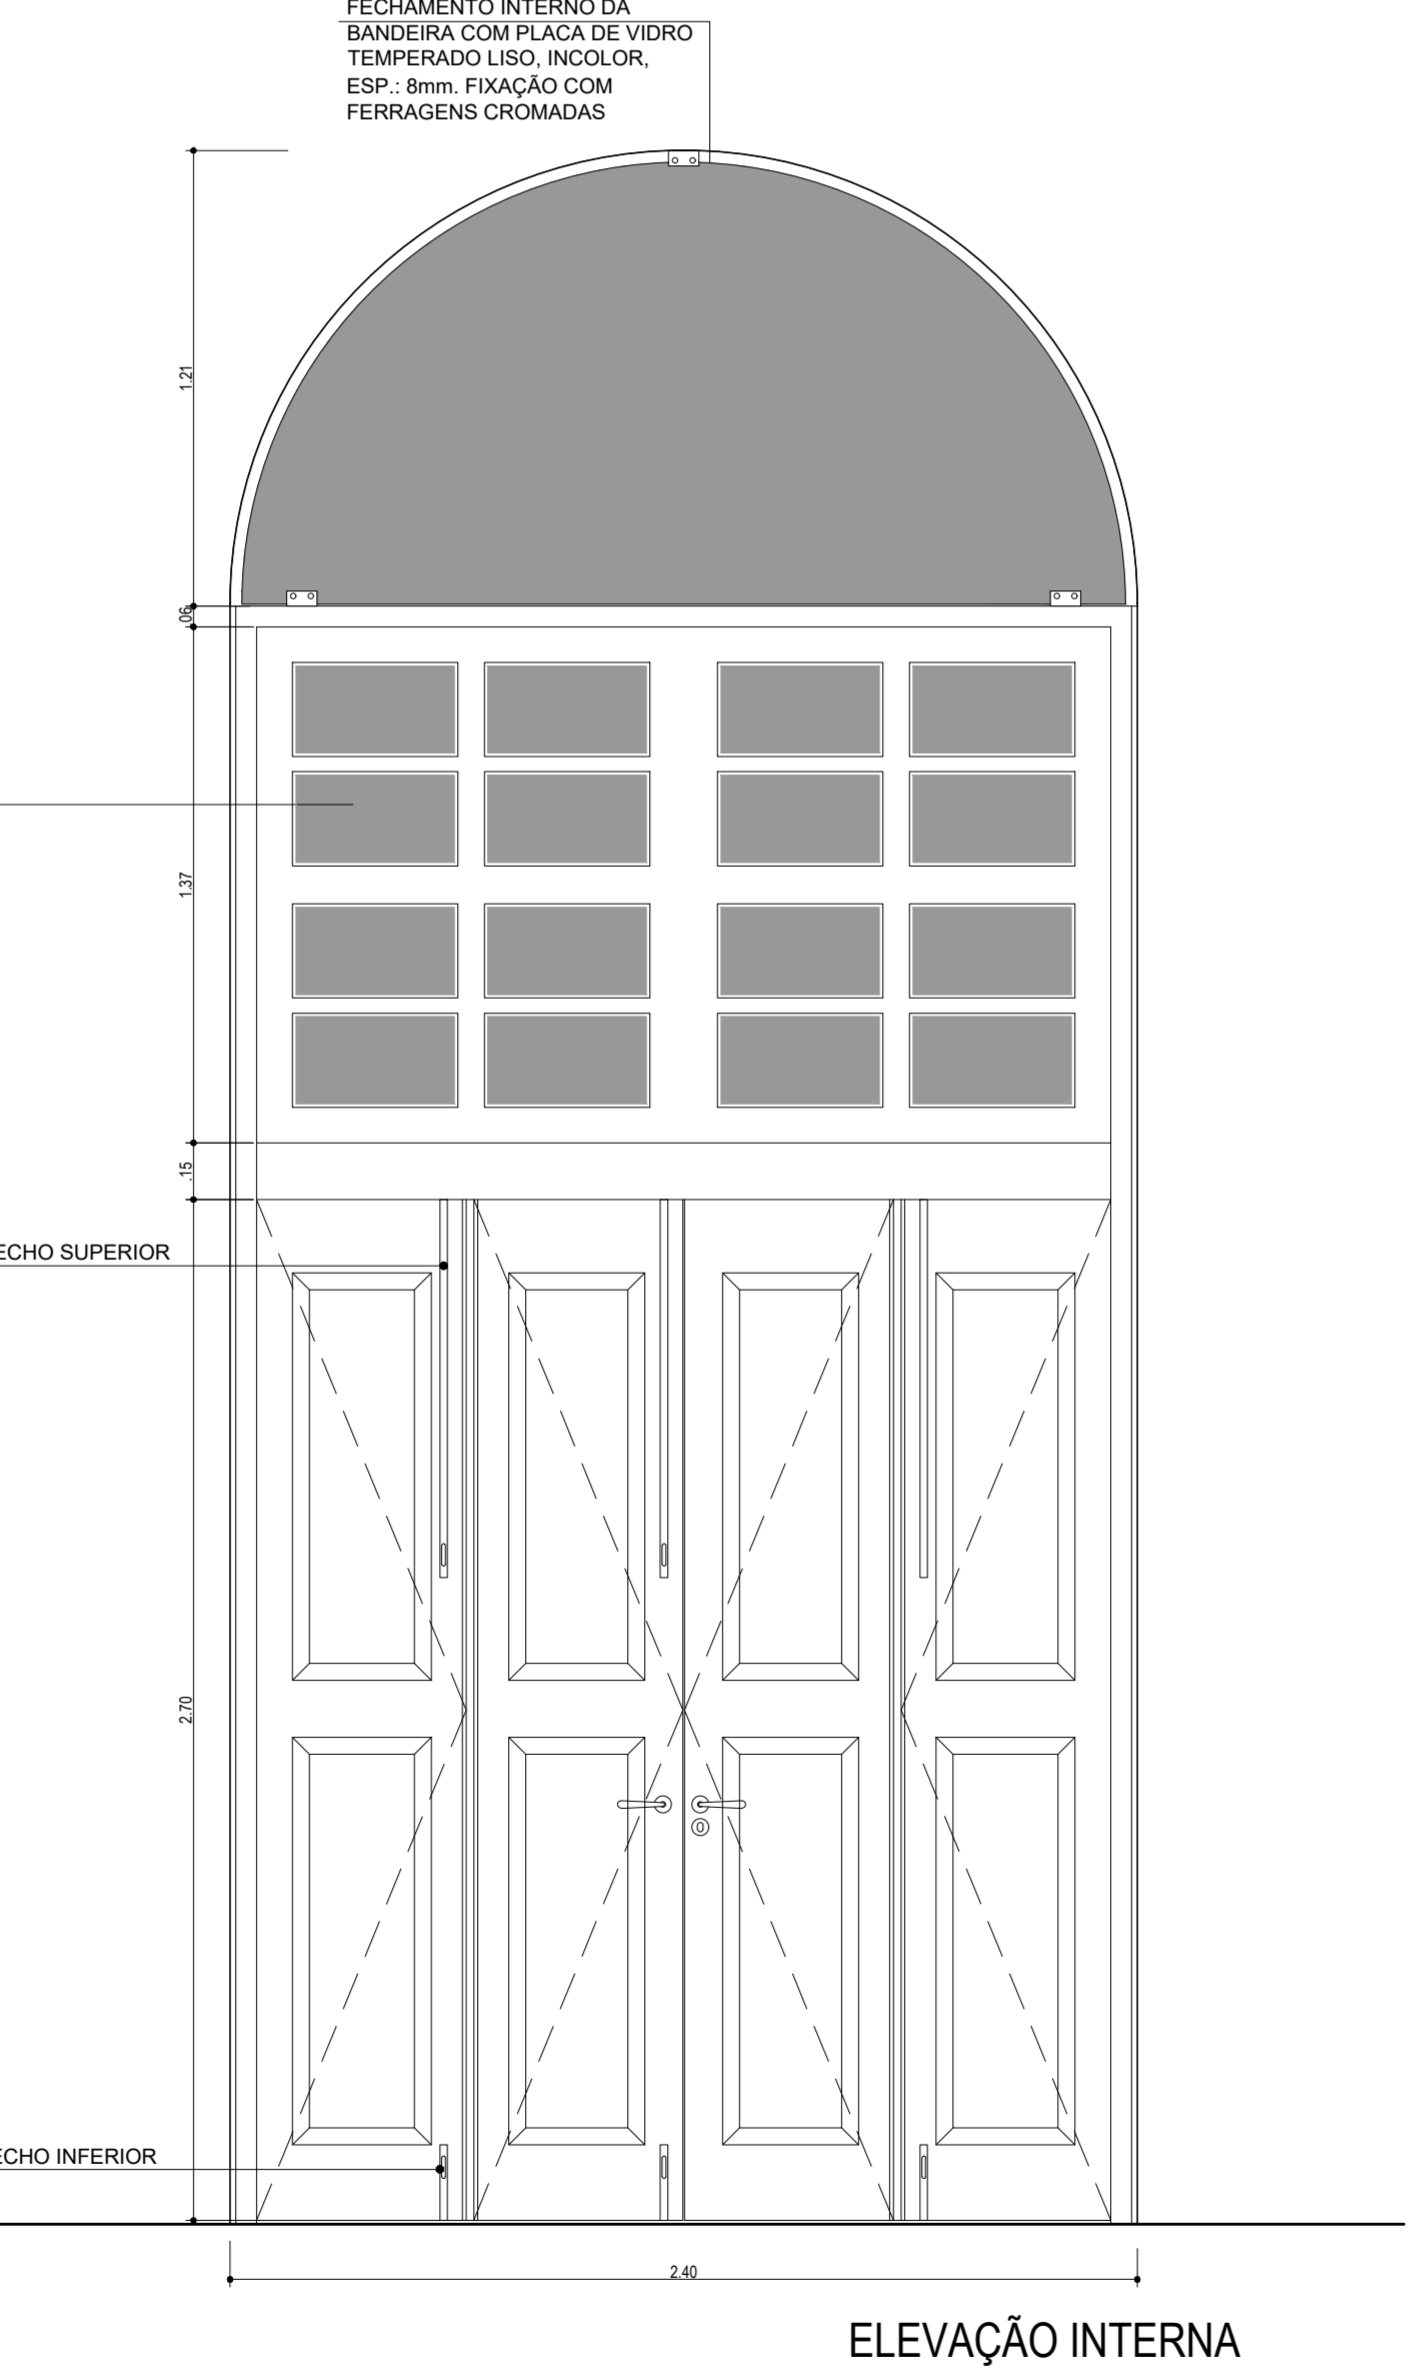 FECHAMENTO INTERNO DA
BANDEIRA COM PLACA DE VIDRO
TEMPERADO LISO, INCOLOR,
ESP.: 8mm. FIXAÇÃO COM
FERRAGENS CROMADAS
1.21
.06
1.37
.15
ECHO SUPERIOR
2.70
ECHO INFERIOR
2.40
ELEVAÇÃO INTERNA